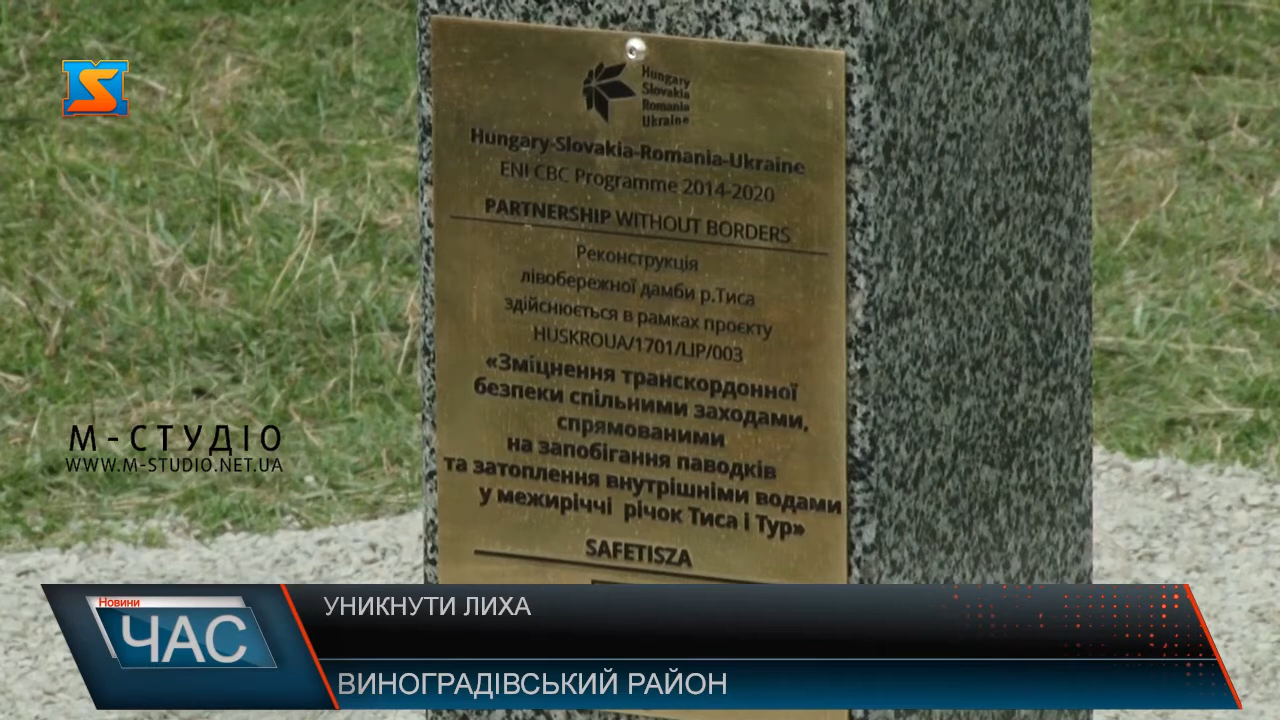 Hungary
Slovakia
Romania
Ukraine
Hungary-Slovakia-Romania-Ukraine
ENI CBC Programme 2014-2020
PARTNERSHIP WITHOUT BORDERS
Реконструкція
лівобережної дамби р.Тиса
здійснюється в рамках проєкту
HUSKROUA/1701/LIP/003
«Зміцнення транскордонної
безпеки спільними заходами,
спрямованими
на запобігання паводків
та затоплення внутрішніми водами
у межиріччі річок Тиса і Тур»
SAFETISZA
М-СТУДІО
WWW.M-STUDIO.NET.UA
Новини
ЧАС
УНИКНУТИ ЛИХА
ВИНОГРАДІВСЬКИЙ РАЙОН